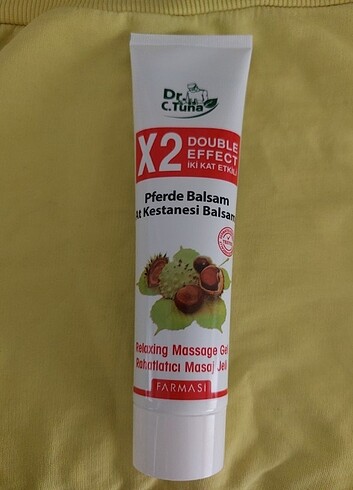 Dr.
C.Tuna
X2 DOUBLE
EFFECT
İKİ KAT ETKİLİ
Pferde Balsam
At Kestanesi Balsamı
Relaxing Massage Gel
Rahatlatıcı Masaj Jeli
FARMASİ